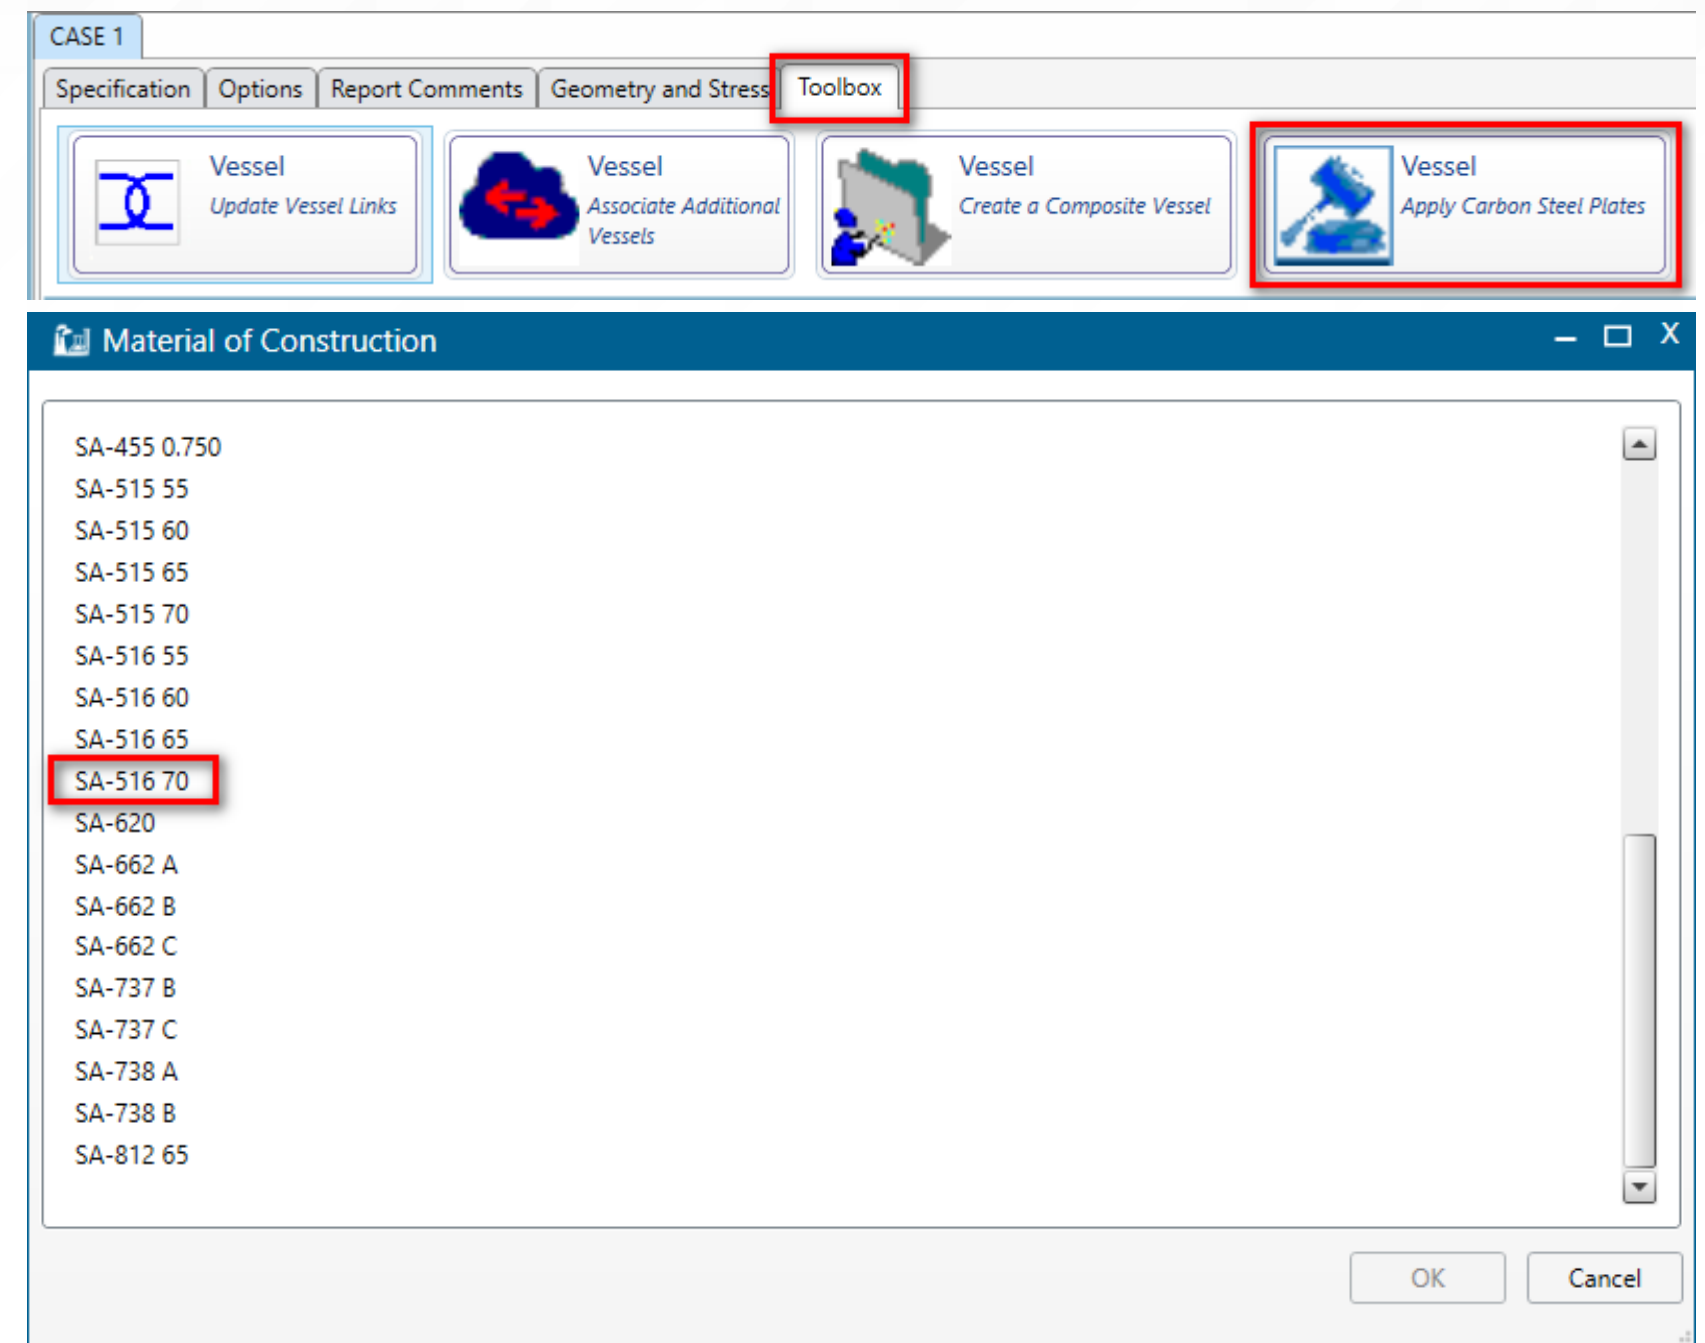 CASE 1
Specification Options Report Comments Geometry and Stress Toolbox
Vessel
Update Vessel Links
Vessel
Associate Additional
Vessels
Vessel
Create a Composite Vessel
Vessel
Apply Carbon Steel Plates
Material of Construction
X
SA-455 0.750
SA-515 55
SA-515 60
SA-515 65
SA-515 70
SA-516 55
SA-516 60
SA-516 65
SA-516 70
SA-620
SA-662 A
SA-662 B
SA-662 C
SA-737 B
SA-737 C
SA-738 A
SA-738 B
SA-812 65
OK Cancel